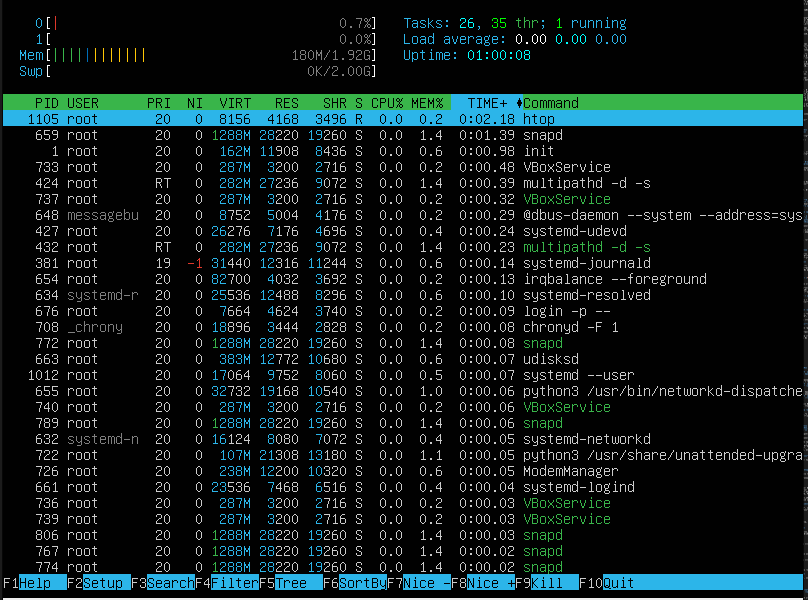 0[| 0.7%] Tasks: 26, 35 thr; 1 running
1[ 0.0%] Load average: 0.00 0.00 0.00
Mem[||||||||||||| 180M/1.92G] Uptime: 01:00:08
Swp[ 0K/2.00G]
PID USER PRI NI VIRT RES SHR S CPU% MEM% TIME+ Command
1105 root 20 0 8156 4168 3496 R 0.0 0.2 0:02.18 htop
659 root 20 0 1288M 28220 19260 S 0.0 1.4 0:01.39 snapd
1 root 20 0 162M 11908 8436 S 0.0 0.6 0:00.98 init
733 root 20 0 287M 3200 2716 S 0.0 0.2 0:00.48 VBoxService
424 root RT 0 282M 27236 9072 S 0.0 1.4 0:00.39 multipathd -d -s
737 root 20 0 287M 3200 2716 S 0.0 0.2 0:00.32 VBoxService
648 messagebu 20 0 8752 5004 4176 S 0.0 0.2 0:00.29 @dbus-daemon --system --address=sys
427 root 20 0 26276 7176 4696 S 0.0 0.4 0:00.24 systemd-udevd
432 root RT 0 282M 27236 9072 S 0.0 1.4 0:00.23 multipathd -d -s
381 root 19 -1 31440 12316 11244 S 0.0 0.6 0:00.14 systemd-journald
654 root 20 0 82700 4032 3692 S 0.0 0.2 0:00.13 irqbalance --foreground
634 systemd-r 20 0 25536 12488 8296 S 0.0 0.6 0:00.10 systemd-resolved
676 root 20 0 7664 4624 3740 S 0.0 0.2 0:00.09 login -p --
708 _chrony 20 0 18896 3444 2828 S 0.0 0.2 0:00.08 chronyd -F 1
772 root 20 0 1288M 28220 19260 S 0.0 1.4 0:00.08 snapd
663 root 20 0 383M 12772 10680 S 0.0 0.6 0:00.07 udisksd
1012 root 20 0 17064 9752 8060 S 0.0 0.5 0:00.07 systemd --user
655 root 20 0 32732 19168 10540 S 0.0 1.0 0:00.06 python3 /usr/bin/networkd-dispatche
740 root 20 0 287M 3200 2716 S 0.0 0.2 0:00.06 VBoxService
789 root 20 0 1288M 28220 19260 S 0.0 1.4 0:00.06 snapd
632 systemd-n 20 0 16124 8080 7072 S 0.0 0.4 0:00.05 systemd-networkd
722 root 20 0 107M 21308 13180 S 0.0 1.1 0:00.05 python3 /usr/share/unattended-upgra
726 root 20 0 238M 12200 10320 S 0.0 0.6 0:00.05 ModemManager
661 root 20 0 23536 7468 6516 S 0.0 0.4 0:00.04 systemd-logind
736 root 20 0 287M 3200 2716 S 0.0 0.2 0:00.03 VBoxService
739 root 20 0 287M 3200 2716 S 0.0 0.2 0:00.03 VBoxService
806 root 20 0 1288M 28220 19260 S 0.0 1.4 0:00.03 snapd
767 root 20 0 1288M 28220 19260 S 0.0 1.4 0:00.02 snapd
774 root 20 0 1288M 28220 19260 S 0.0 1.4 0:00.02 snapd
F1Help F2Setup F3SearchF4FilterF5Tree F6SortByF7Nice -F8Nice +F9Kill F10Quit